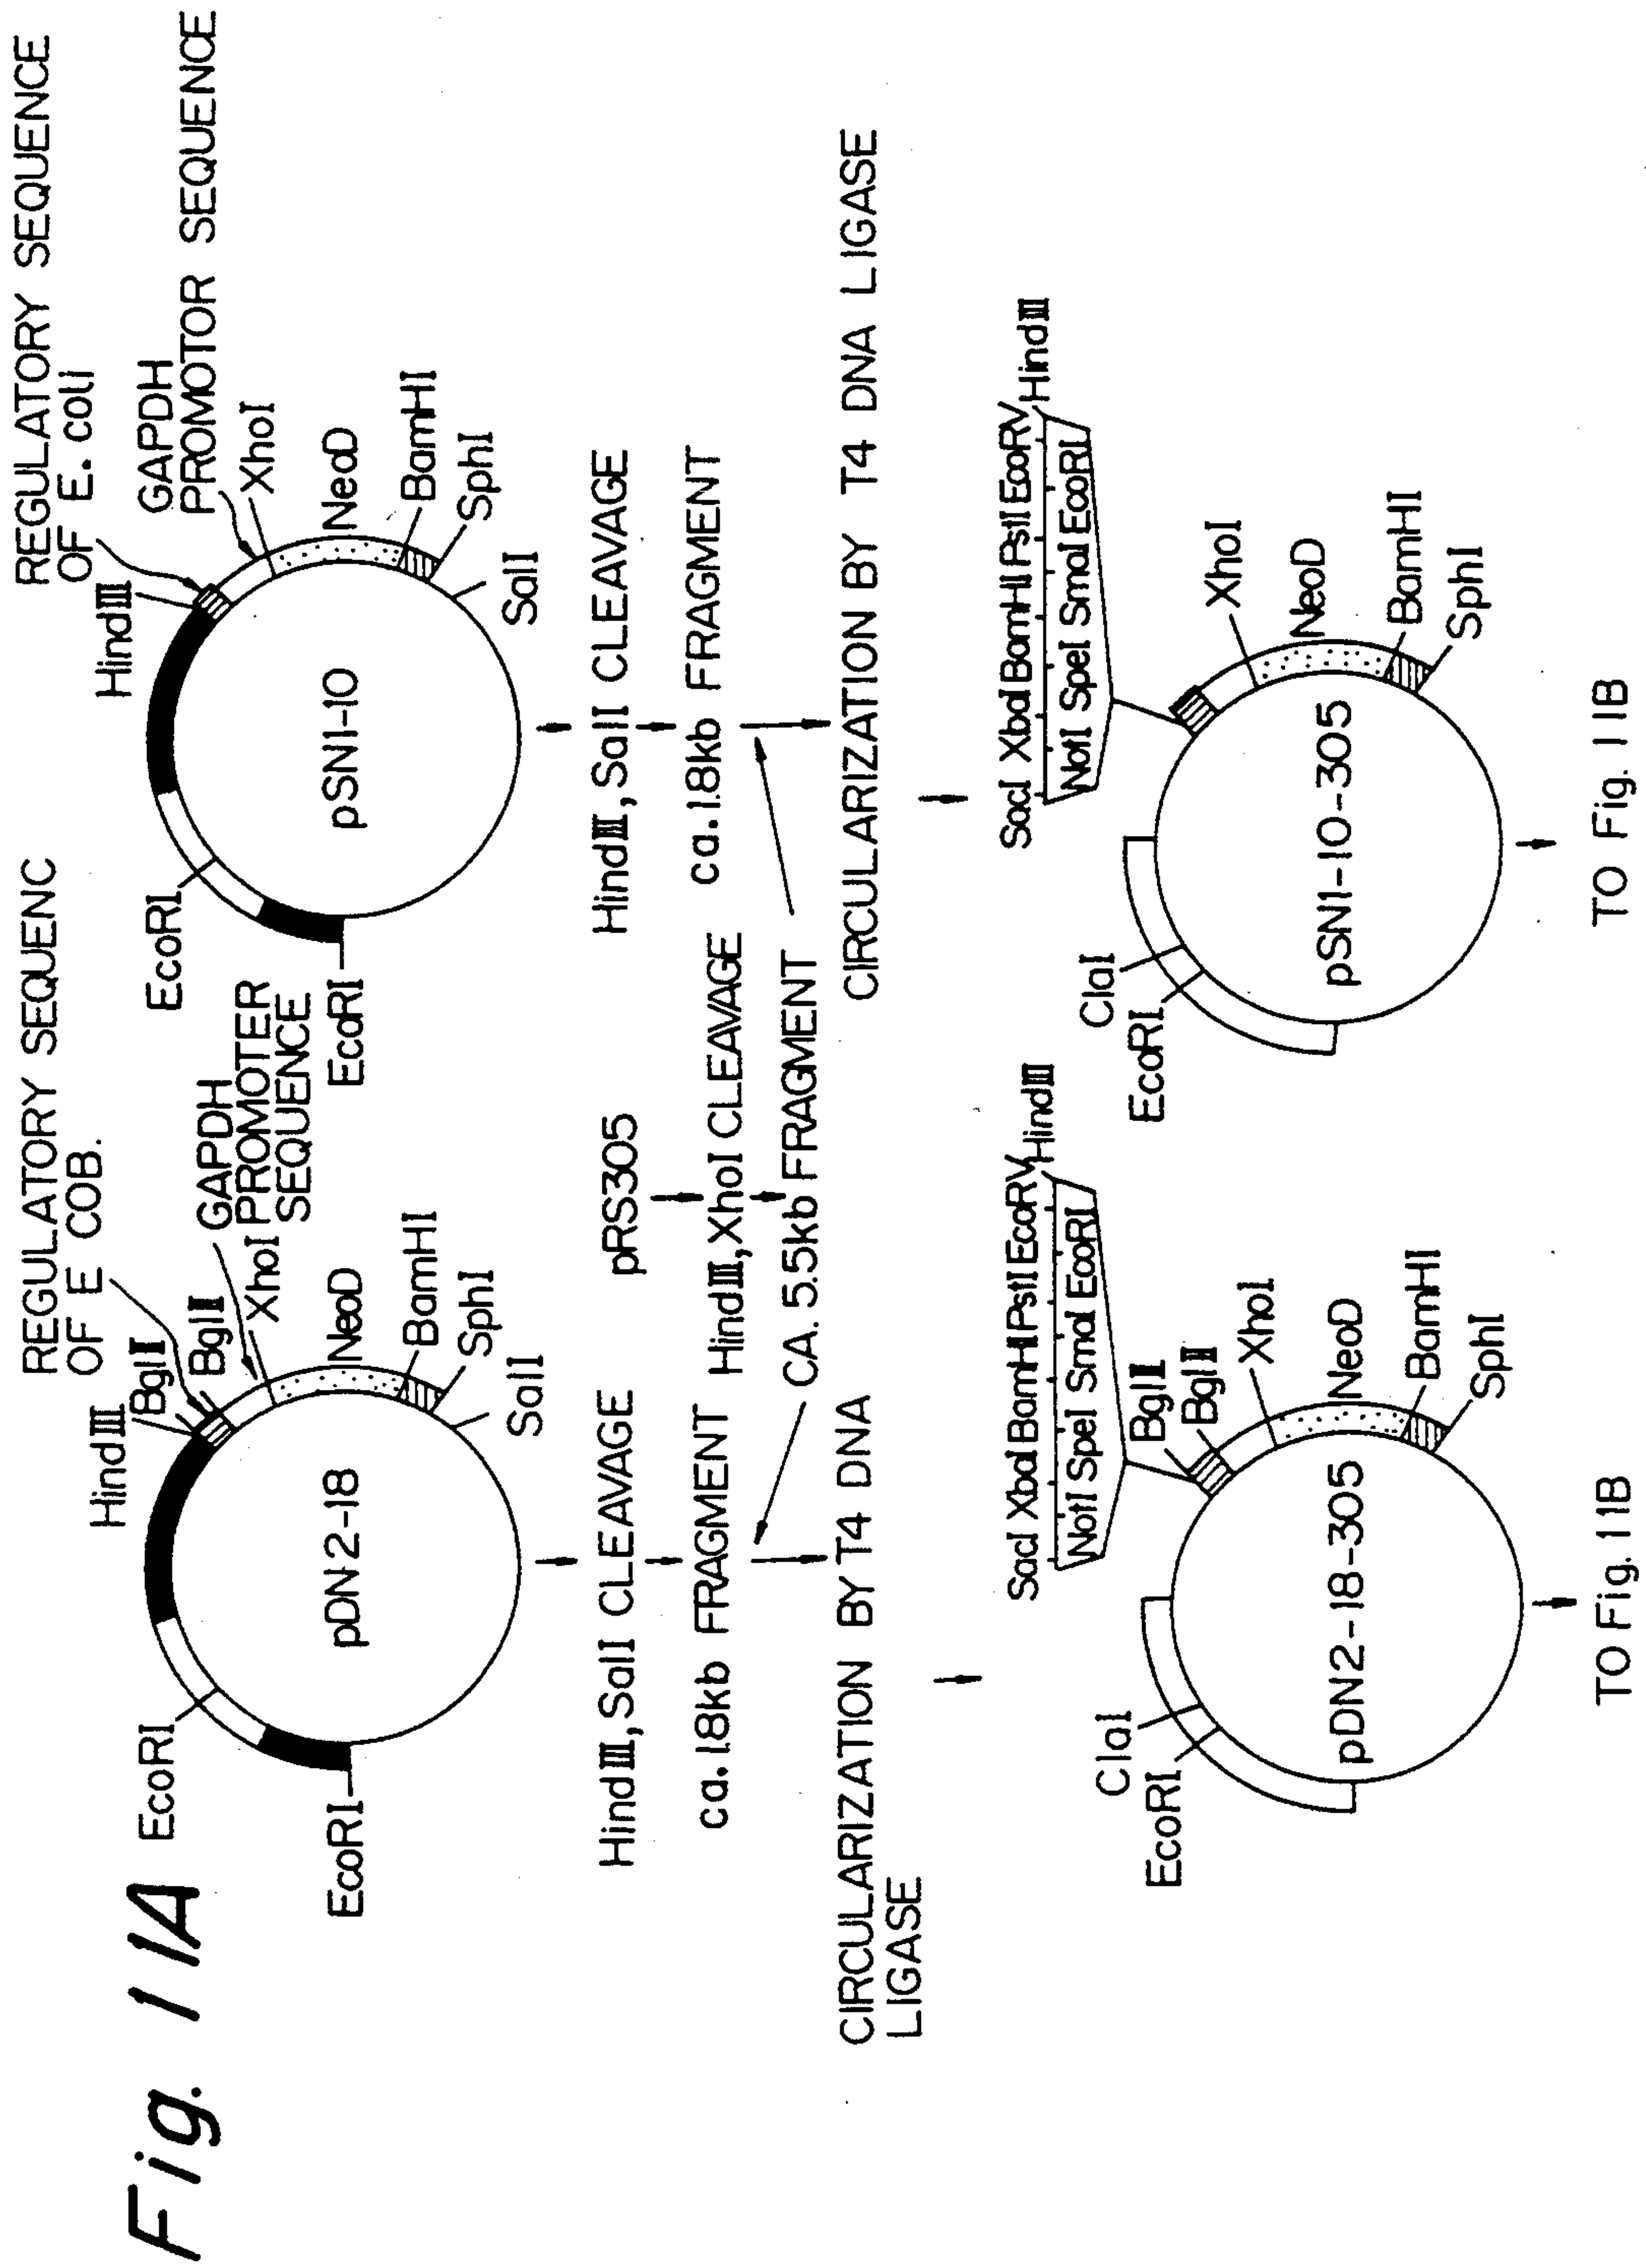 Fig. 11A
REGULATORY SEQUENC
OF E COB.
HindIII
BglII
BglII
GAPDH
PROMOTER
SEQUENCE
XhoI
EcoRI
EcoRI
pDN2-18
NeoD
BamHI
SphI
SalI
HindIII, SalI CLEAVAGE
ca. 1.8kb FRAGMENT
CIRCULARIZATION BY T4 DNA
LIGASE
SacI XbaI BamHI PstI EcoRV HindIII
NotI SpeI SmaI EcoRI
BglII
BglII
XhoI
ClaI
EcoRI
pDN2-18-305
NeoD
BamHI
SphI
TO Fig. 11B
pRS305
HindIII, XhoI CLEAVAGE
CA. 5.5kb FRAGMENT
REGULATORY SEQUENCE
OF E. coli
HindIII
GAPDH
PROMOTOR SEQUENCE
XhoI
EcoRI
EcoRI
pSN1-10
NeoD
BamHI
SphI
SalI
HindIII, SalI CLEAVAGE
ca. 1.8kb FRAGMENT
CIRCULARIZATION BY T4 DNA LIGASE
SacI XbaI BamHI PstI EcoRV HindIII
NotI SpeI SmaI EcoRI
XhoI
ClaI
EcoRI
pSN1-10-305
NeoD
BamHI
SphI
TO Fig. 11B